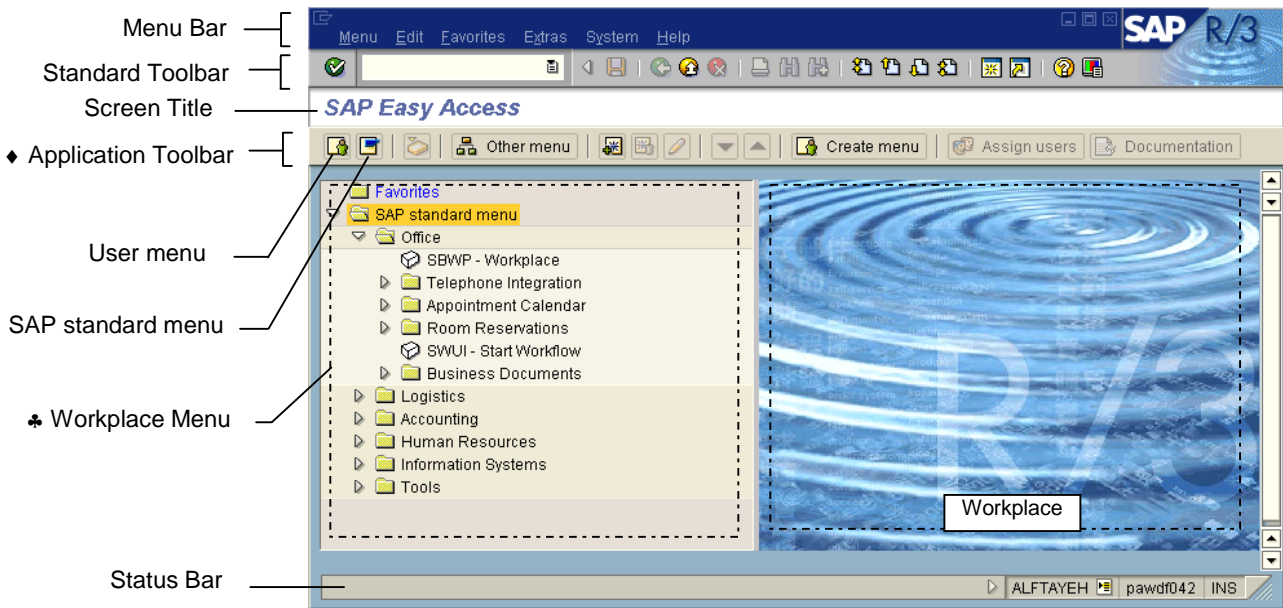 Menu Bar
Menu Edit Favorites Extras System Help
SAP R/3
Standard Toolbar
Screen Title
SAP Easy Access
♦ Application Toolbar
Other menu Create menu Assign users Documentation
Favorites
SAP standard menu
Office
User menu
SBWP - Workplace
Telephone Integration
Appointment Calendar
SAP standard menu
Room Reservations
SWUI - Start Workflow
Business Documents
Logistics
♣ Workplace Menu
Accounting
Human Resources
Information Systems
Tools
R/3
Workplace
Status Bar
ALFTAYEH pawdf042 INS